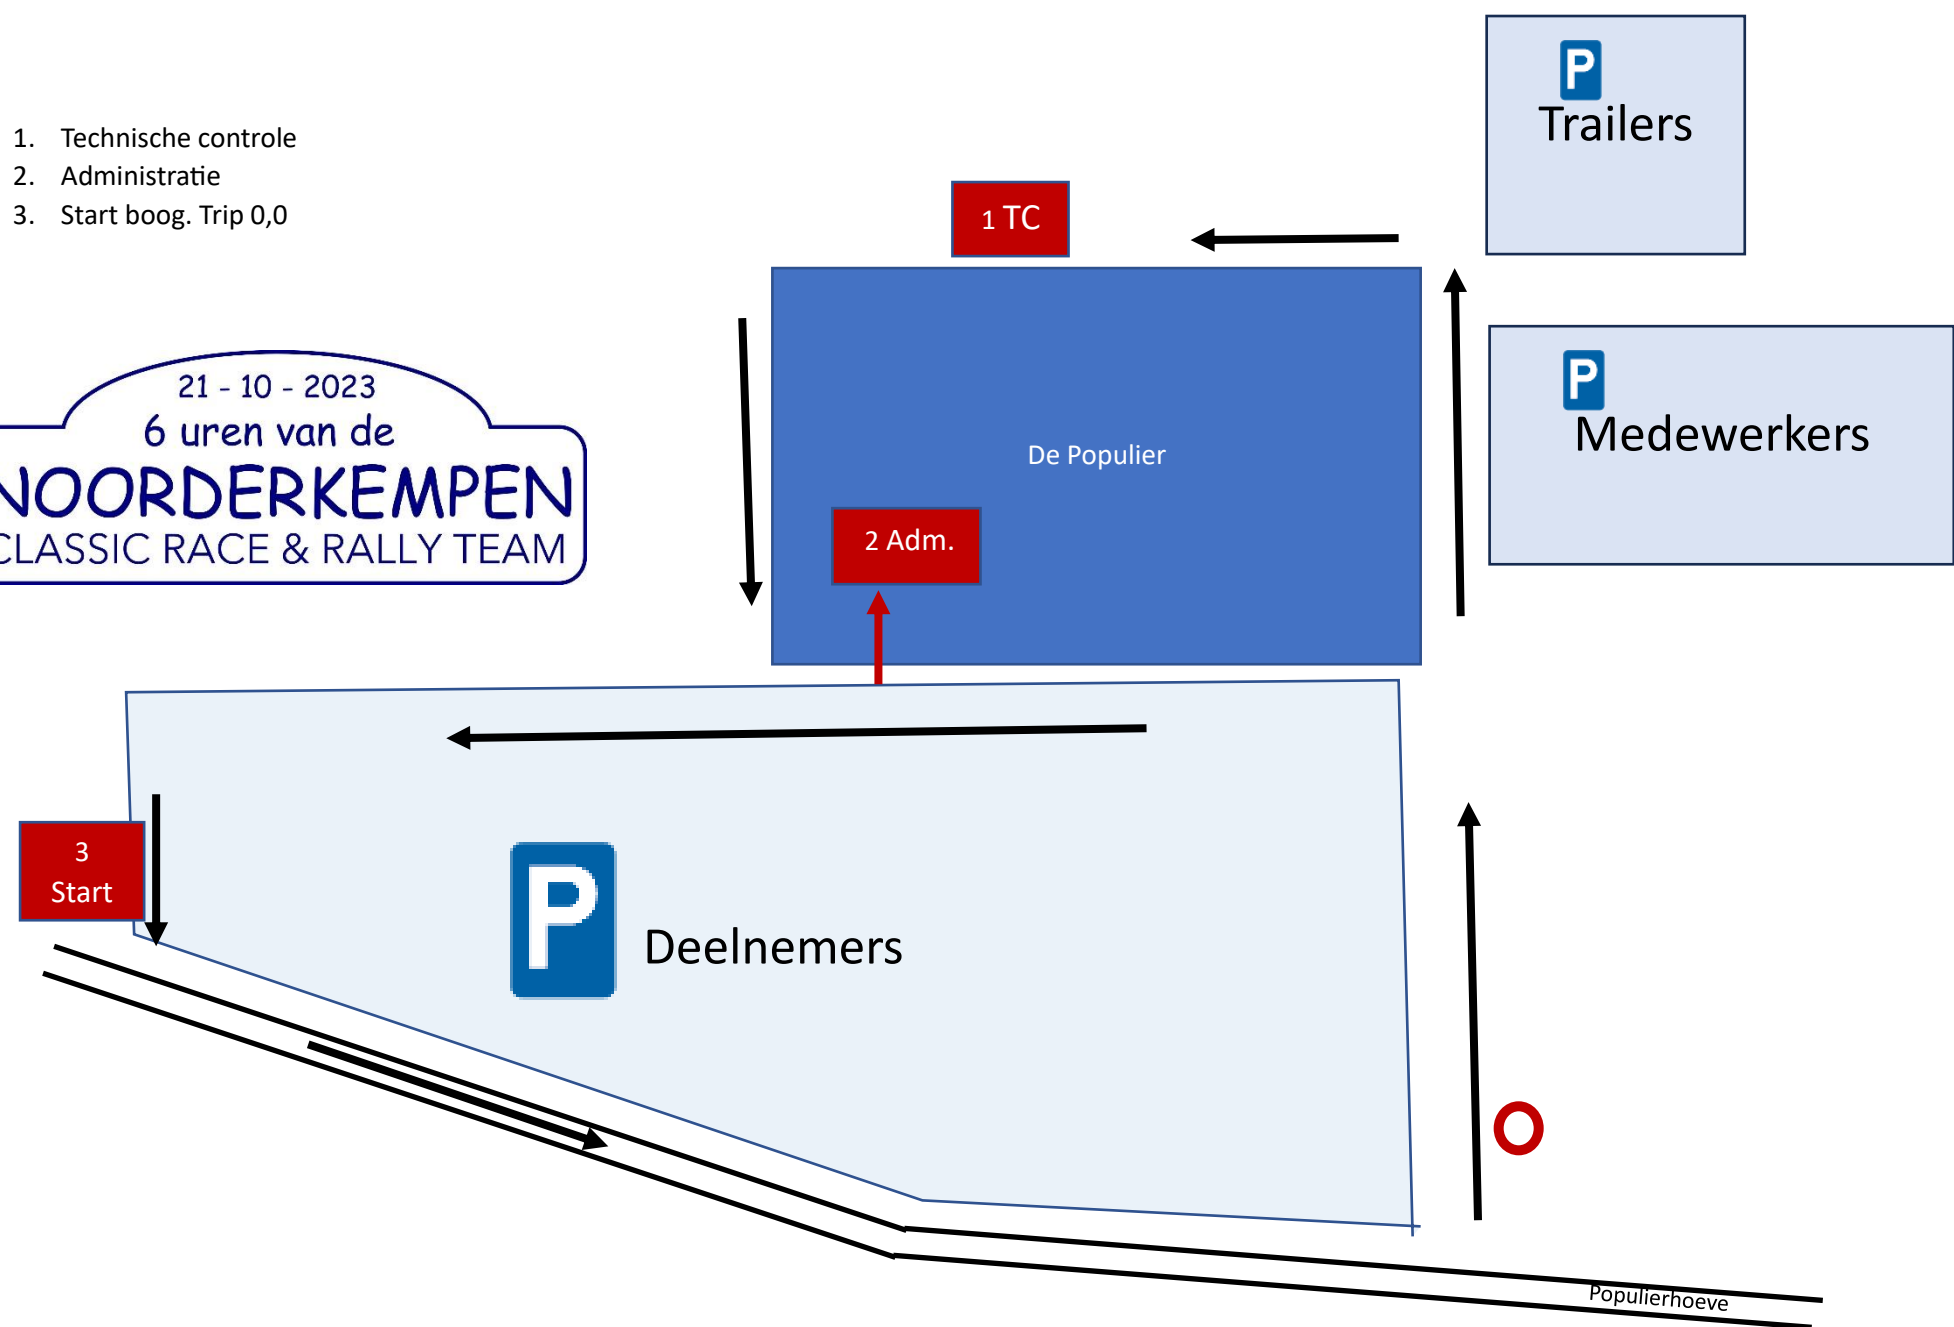 1. Technische controle
2. Administratie
3. Start boog. Trip 0,0
P
Trailers
1 TC
21 - 10 - 2023
6 uren van de
NOORDERKEMPEN
CLASSIC RACE & RALLY TEAM
P
Medewerkers
De Populier
2 Adm.
3
Start
P
Deelnemers
Populierhoeve